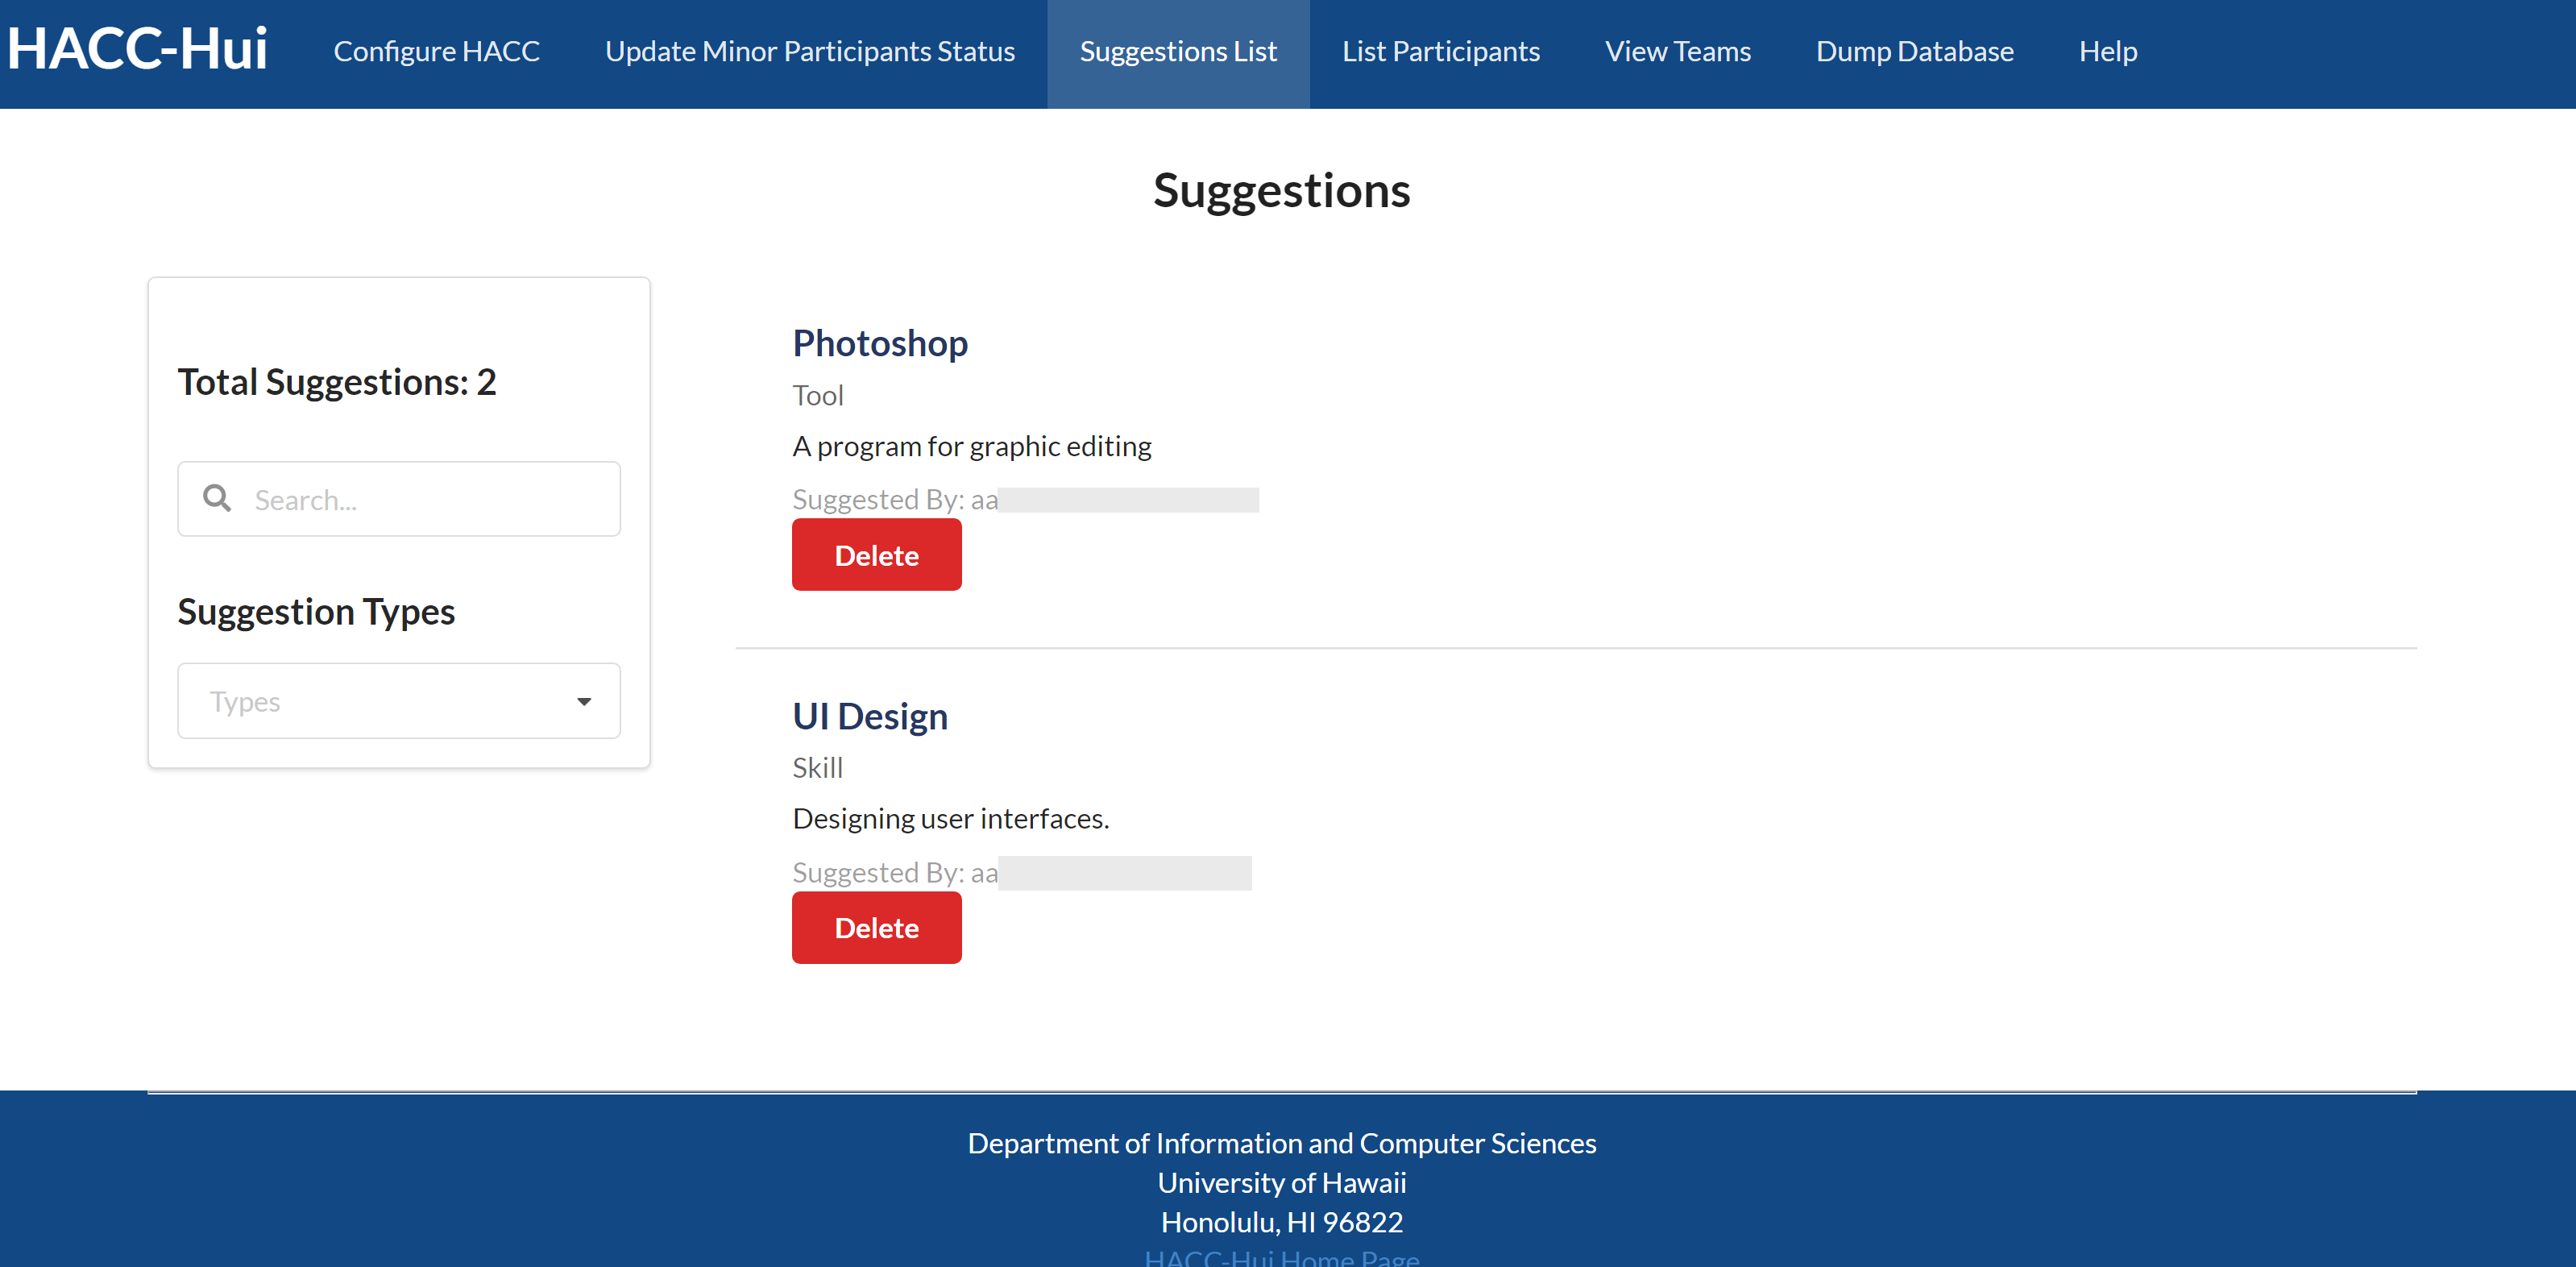 HACC-Hui Configure HACC Update Minor Participants Status Suggestions List List Participants View Teams Dump Database Help
Suggestions
Total Suggestions: 2
Search...
Suggestion Types
Types
Photoshop
Tool
A program for graphic editing
Suggested By: aa
Delete
UI Design
Skill
Designing user interfaces.
Suggested By: aa
Delete
Department of Information and Computer Sciences
University of Hawaii
Honolulu, HI 96822
HACC-Hui Home Page